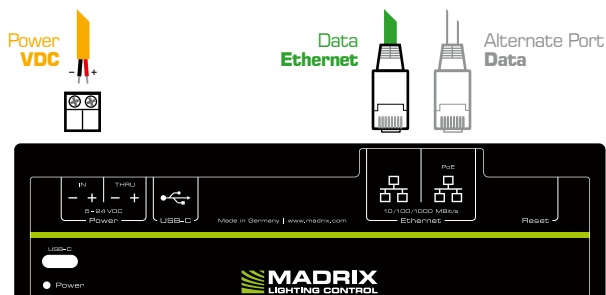 Power
VDC
- +
Data
Ethernet
Alternate Port
Data
IN THRU
- + - +
5-24 VDC
Power
USB-C
Made in Germany | www.madrix.com
PoE
10/100/1000 MBit/s
Ethernet
Reset
USB-C
Power
MADRIX
LIGHTING CONTROL